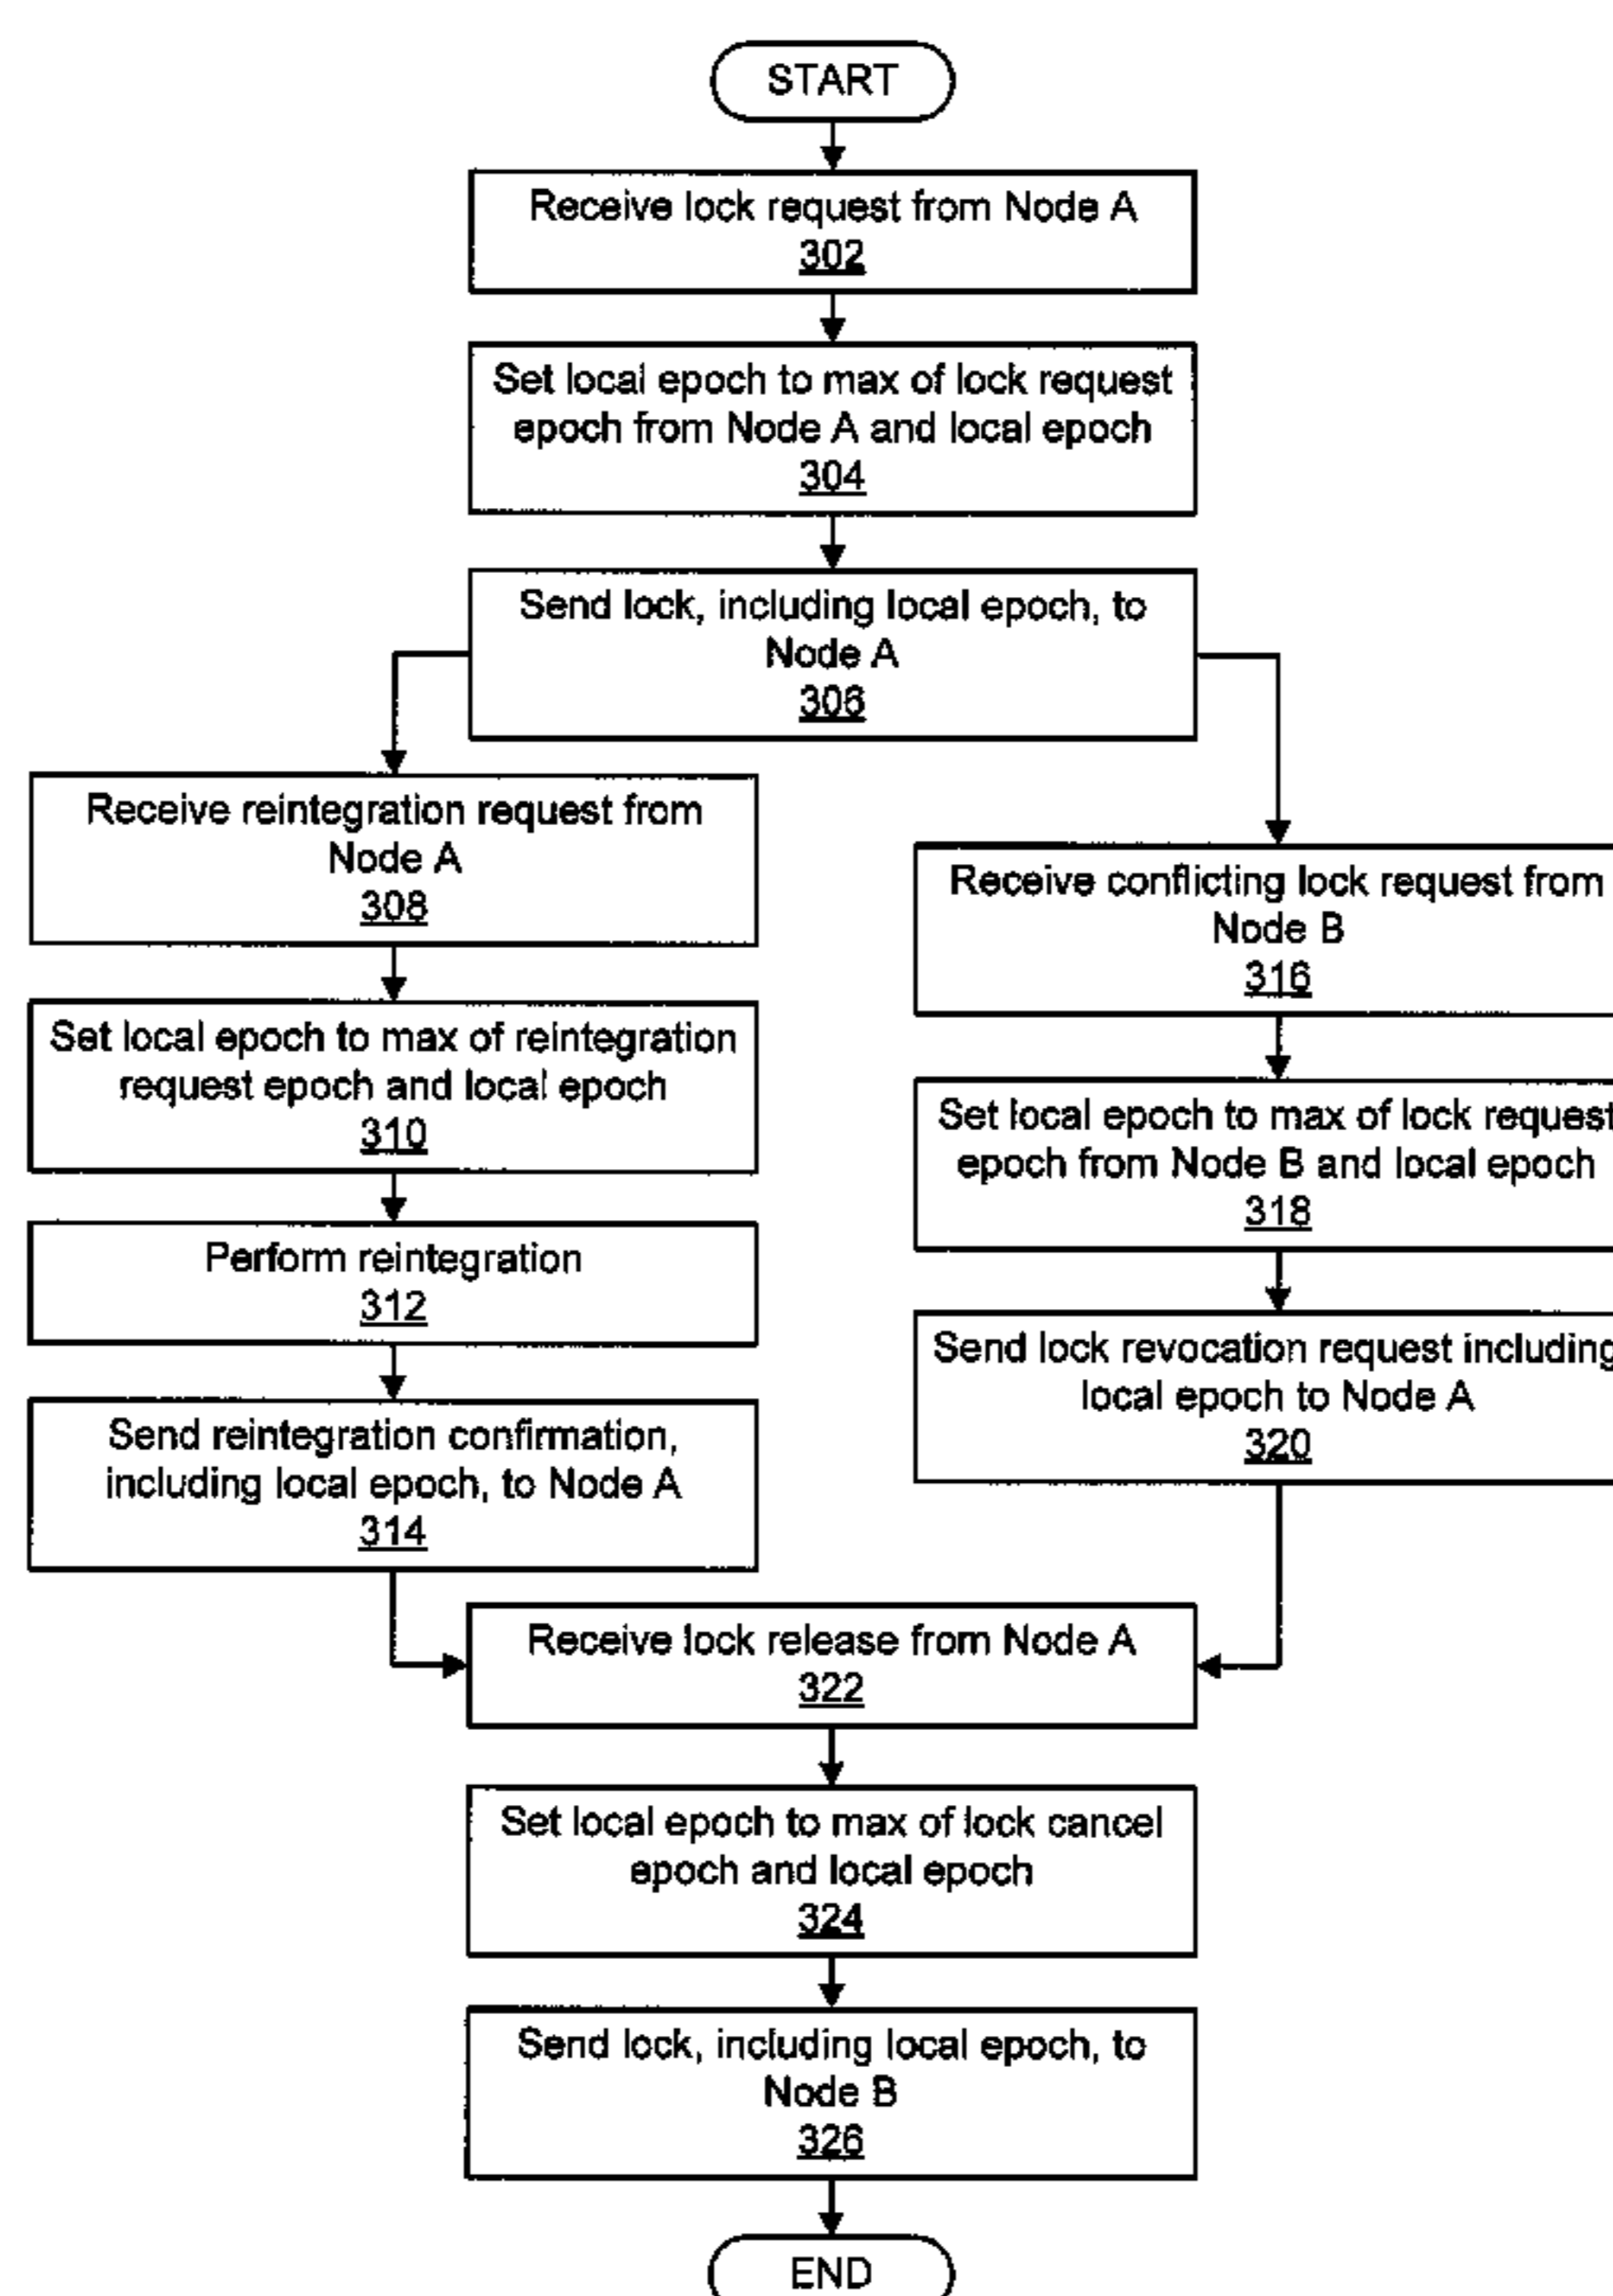 START
Receive lock request from Node A
302
Set local epoch to max of lock request
epoch from Node A and local epoch
304
Send lock, including local epoch, to
Node A
306
Receive reintegration request from
Node A
308
Set local epoch to max of reintegration
request epoch and local epoch
310
Perform reintegration
312
Send reintegration confirmation,
including local epoch, to Node A
314
Receive conflicting lock request from
Node B
316
Set local epoch to max of lock request
epoch from Node B and local epoch
318
Send lock revocation request including
local epoch to Node A
320
Receive lock release from Node A
322
Set local epoch to max of lock cancel
epoch and local epoch
324
Send lock, including local epoch, to
Node B
326
END